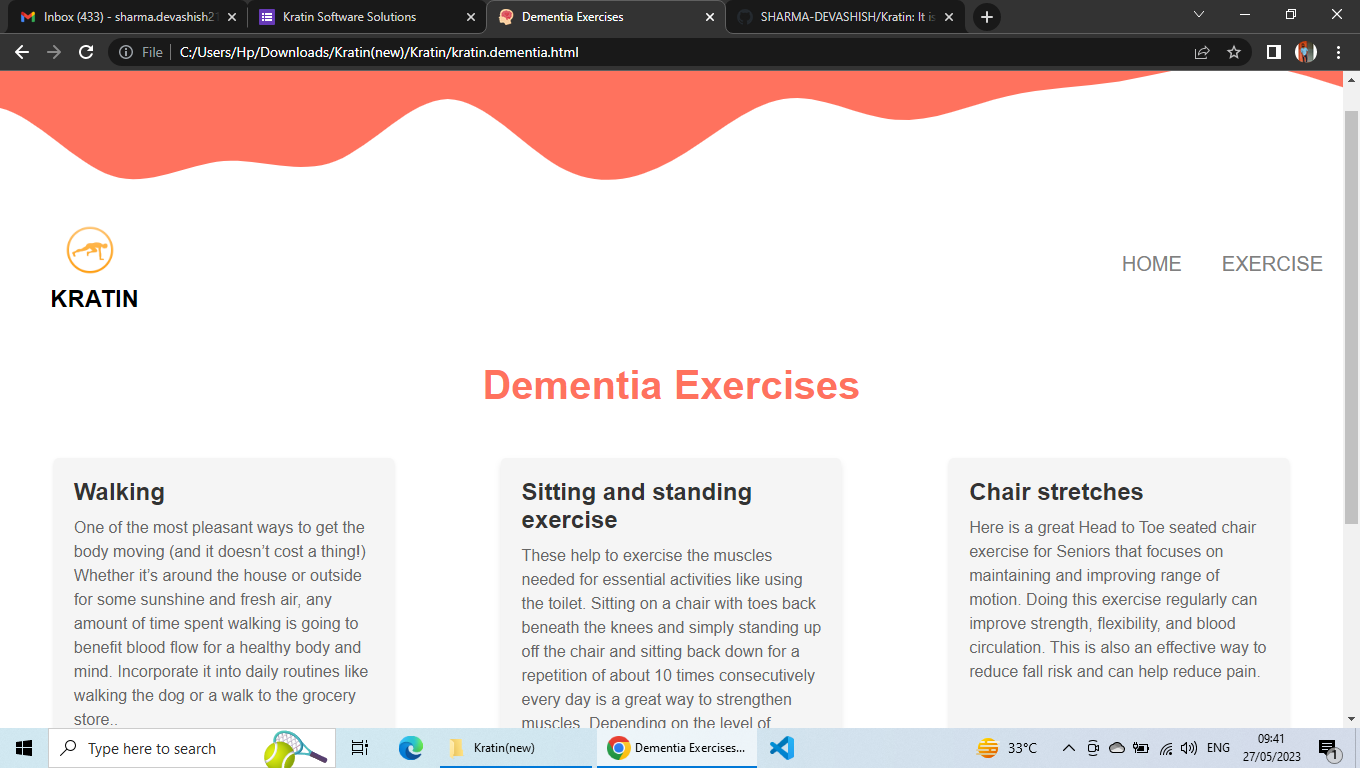 Inbox (433) - sharma.devashish21
Kratin Software Solutions
Dementia Exercises
SHARMA-DEVASHISH/Kratin: It is
File
C:/Users/Hp/Downloads/Kratin(new)/Kratin/kratin.dementia.html
KRATIN
HOME
EXERCISE
Dementia Exercises
Walking
One of the most pleasant ways to get the
body moving (and it doesn’t cost a thing!)
Whether it’s around the house or outside
for some sunshine and fresh air, any
amount of time spent walking is going to
benefit blood flow for a healthy body and
mind. Incorporate it into daily routines like
walking the dog or a walk to the grocery
store..
Sitting and standing
exercise
These help to exercise the muscles
needed for essential activities like using
the toilet. Sitting on a chair with toes back
beneath the knees and simply standing up
off the chair and sitting back down for a
repetition of about 10 times consecutively
every day is a great way to strengthen
muscles. Depending on the level of
Chair stretches
Here is a great Head to Toe seated chair
exercise for Seniors that focuses on
maintaining and improving range of
motion. Doing this exercise regularly can
improve strength, flexibility, and blood
circulation. This is also an effective way to
reduce fall risk and can help reduce pain.
Type here to search
Kratin(new)
Dementia Exercises...
33°C
ENG
09:41
27/05/2023
1